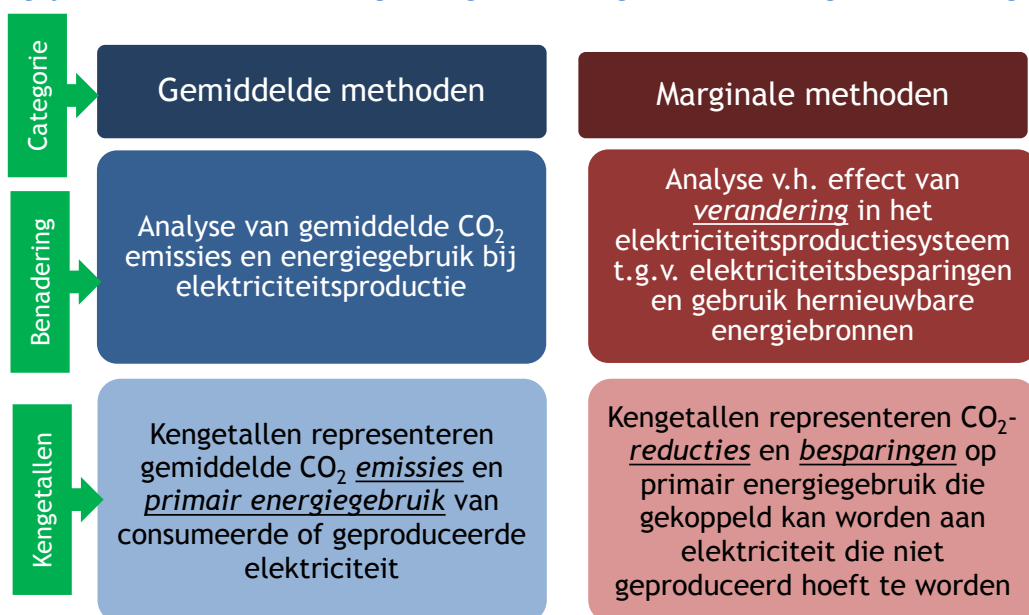 Categorie
Gemiddelde methoden
Marginale methoden
Benadering
Analyse van gemiddelde CO₂
emissies en energiegebruik bij
elektriciteitsproductie
Analyse v.h. effect van
verandering in het
elektriciteitsproductiesysteem
t.g.v. elektriciteitsbesparingen
en gebruik hernieuwbare
energiebronnen
Kengetallen
Kengetallen representeren
gemiddelde CO₂ emissies en
primair energiegebruik van
consumeerde of geproduceerde
elektriciteit
Kengetallen representeren CO₂-
reducties en besparingen op
primair energiegebruik die
gekoppeld kan worden aan
elektriciteit die niet
geproduceerd hoeft te worden